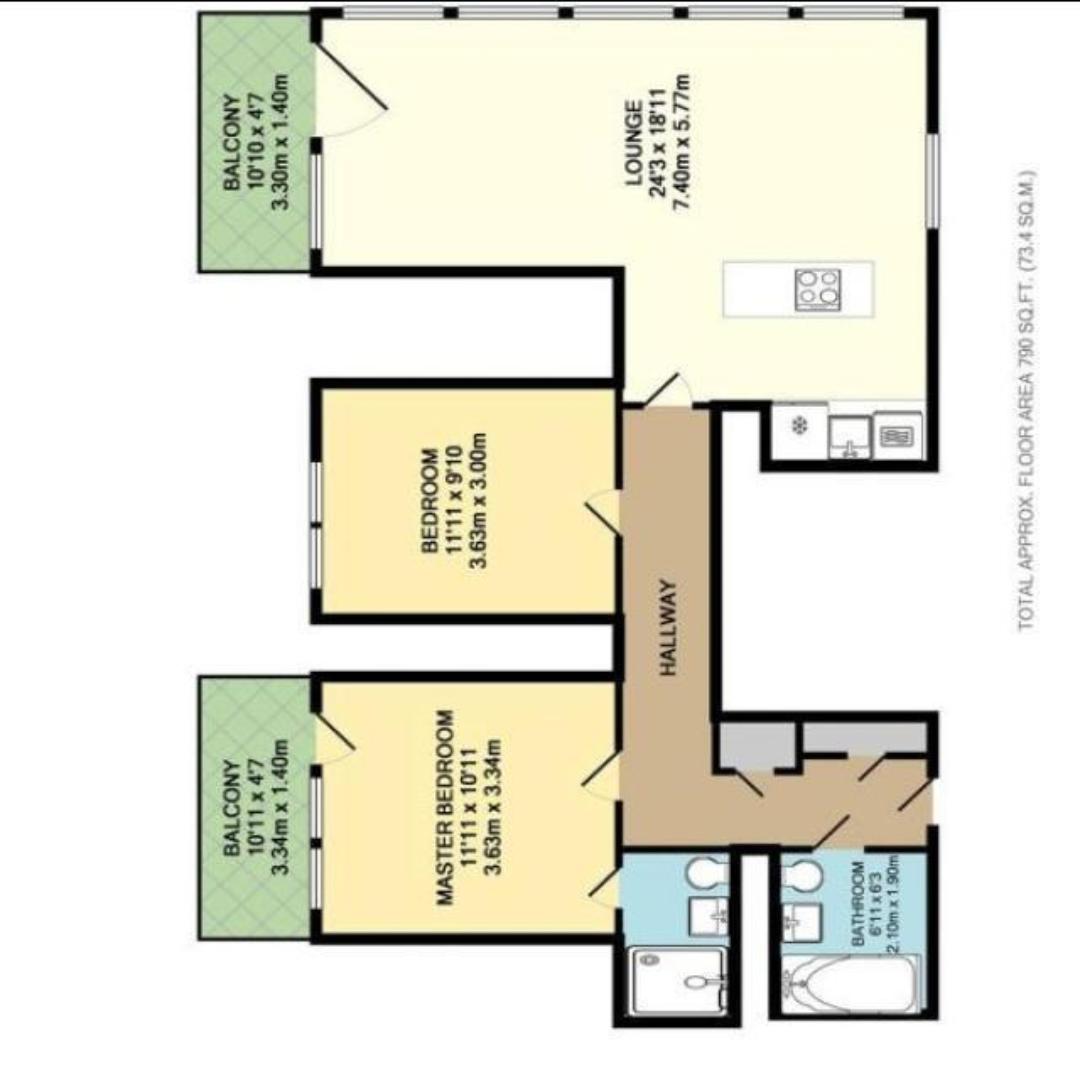 BALCONY
10'10 x 4'7
3.30m x 1.40m
LOUNGE
24'3 x 18'11
7.40m x 5.77m
BEDROOM
11'11 x 9'10
3.63m x 3.00m
HALLWAY
BALCONY
10'11 x 4'7
3.34m x 1.40m
MASTER BEDROOM
11'11 x 10'11
3.63m x 3.34m
BATHROOM
6'11 x 6'3
2.10m x 1.90m
TOTAL APPROX. FLOOR AREA 790 SQ.FT. (73.4 SQ.M.)